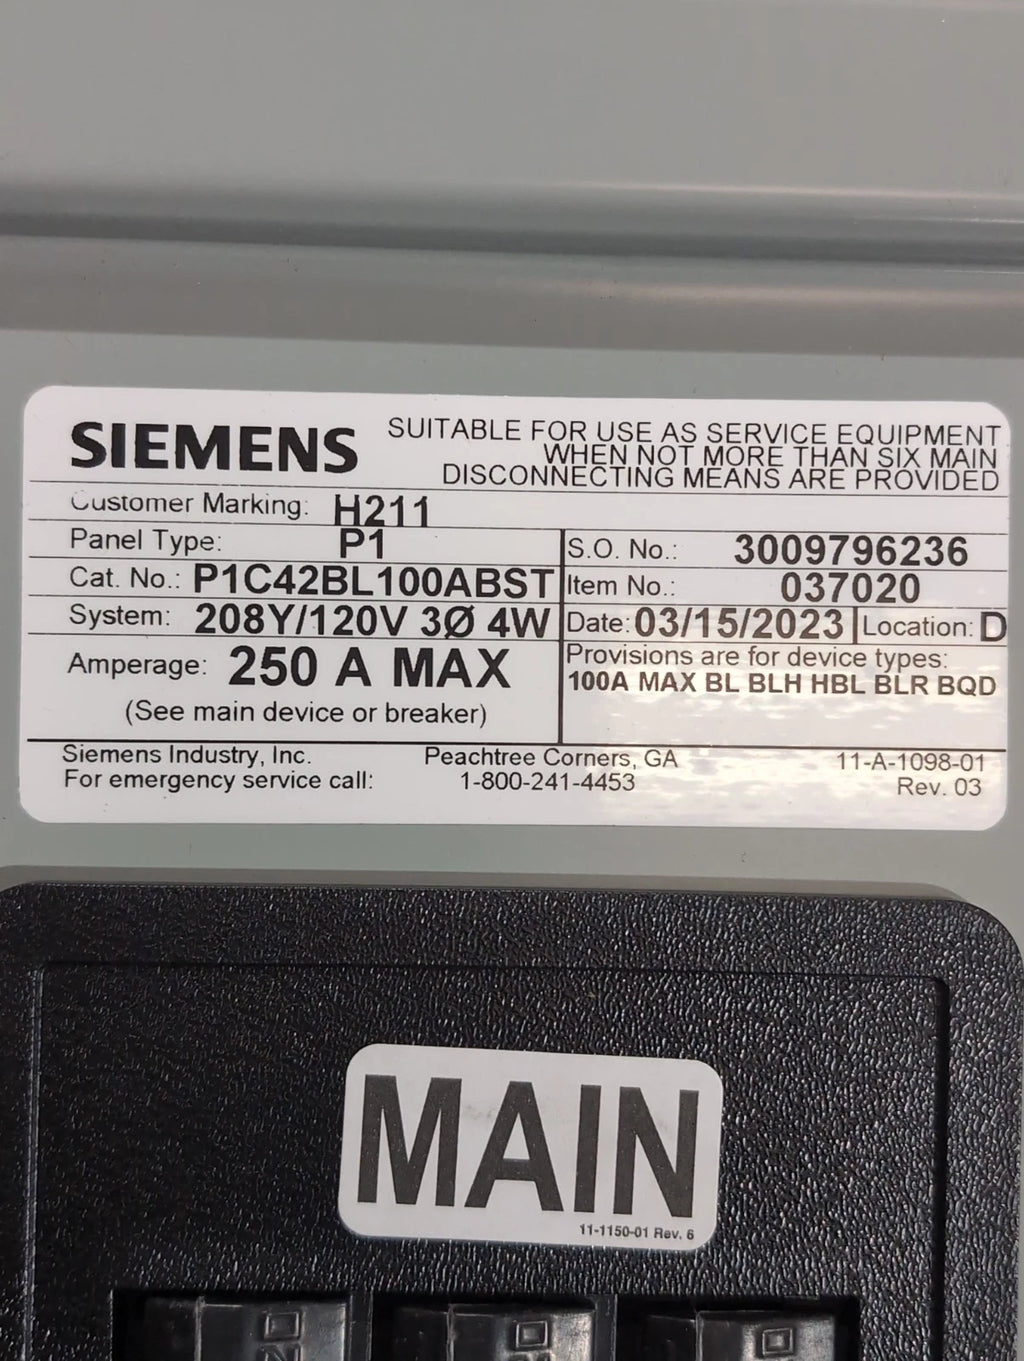 SIEMENS
SUITABLE FOR USE AS SERVICE EQUIPMENT
WHEN NOT MORE THAN SIX MAIN
DISCONNECTING MEANS ARE PROVIDED
Customer Marking: H211
Panel Type: P1
S.O. No.: 3009796236
Cat. No.: P1C42BL100ABST
Item No.: 037020
System: 208Y/120V 3Ø 4W
Date: 03/15/2023 Location: D
Amperage: 250 A MAX
(See main device or breaker)
Provisions are for device types:
100A MAX BL BLH HBL BLR BQD
Siemens Industry, Inc. Peachtree Corners, GA 11-A-1098-01
For emergency service call: 1-800-241-4453 Rev. 03
MAIN
11-1150-01 Rev. 6